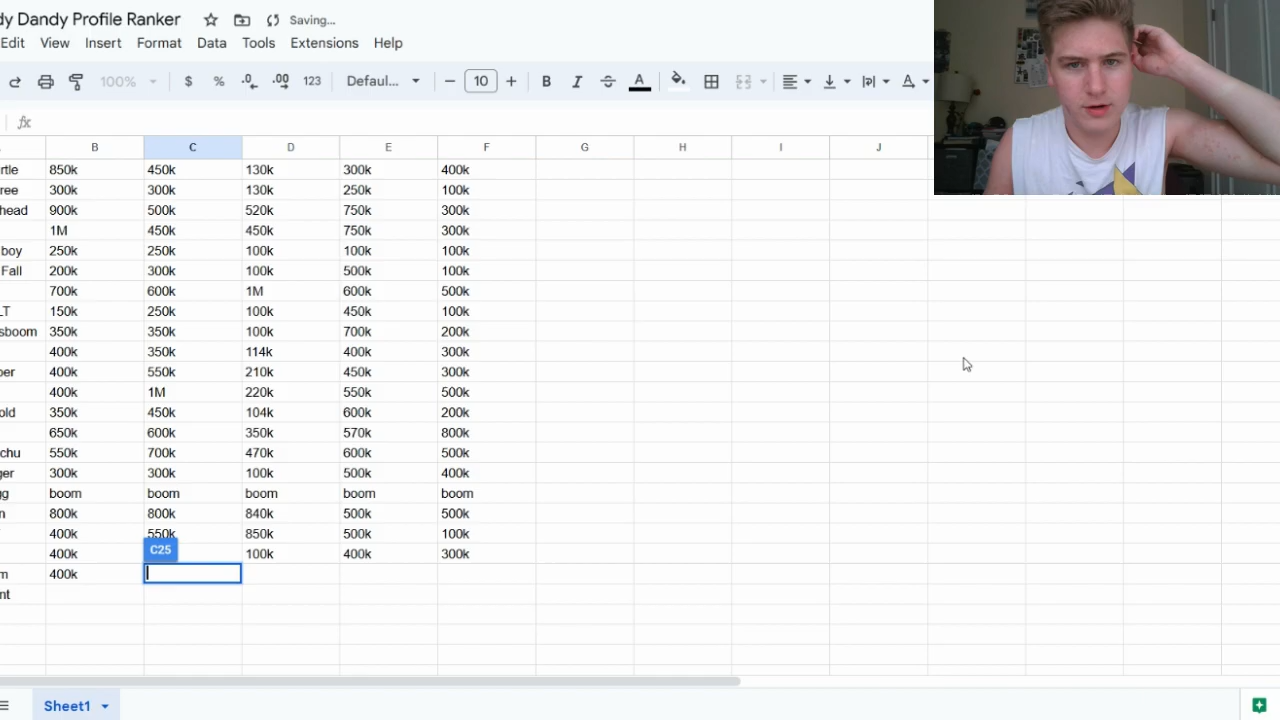 dy Dandy Profile Ranker Saving...
Edit View Insert Format Data Tools Extensions Help
100% $ % .0 .00 123 Defaul... − 10 + B I A
fx
B C D E F G H I J
rtle 850k 450k 130k 300k 400k
ree 300k 300k 130k 250k 100k
head 900k 500k 520k 750k 300k
1M 450k 450k 750k 300k
boy 250k 250k 100k 100k 100k
Fall 200k 300k 100k 500k 100k
700k 600k 1M 600k 500k
LT 150k 250k 100k 450k 100k
sboom 350k 350k 100k 700k 200k
400k 350k 114k 400k 300k
per 400k 550k 210k 450k 300k
400k 1M 220k 550k 500k
old 350k 450k 104k 600k 200k
650k 600k 350k 570k 800k
chu 550k 700k 470k 600k 500k
ger 300k 300k 100k 500k 400k
gg boom boom boom boom boom
n 800k 800k 840k 500k 500k
400k 550k 850k 500k 100k
400k C25 100k 400k 300k
m 400k
nt
Sheet1